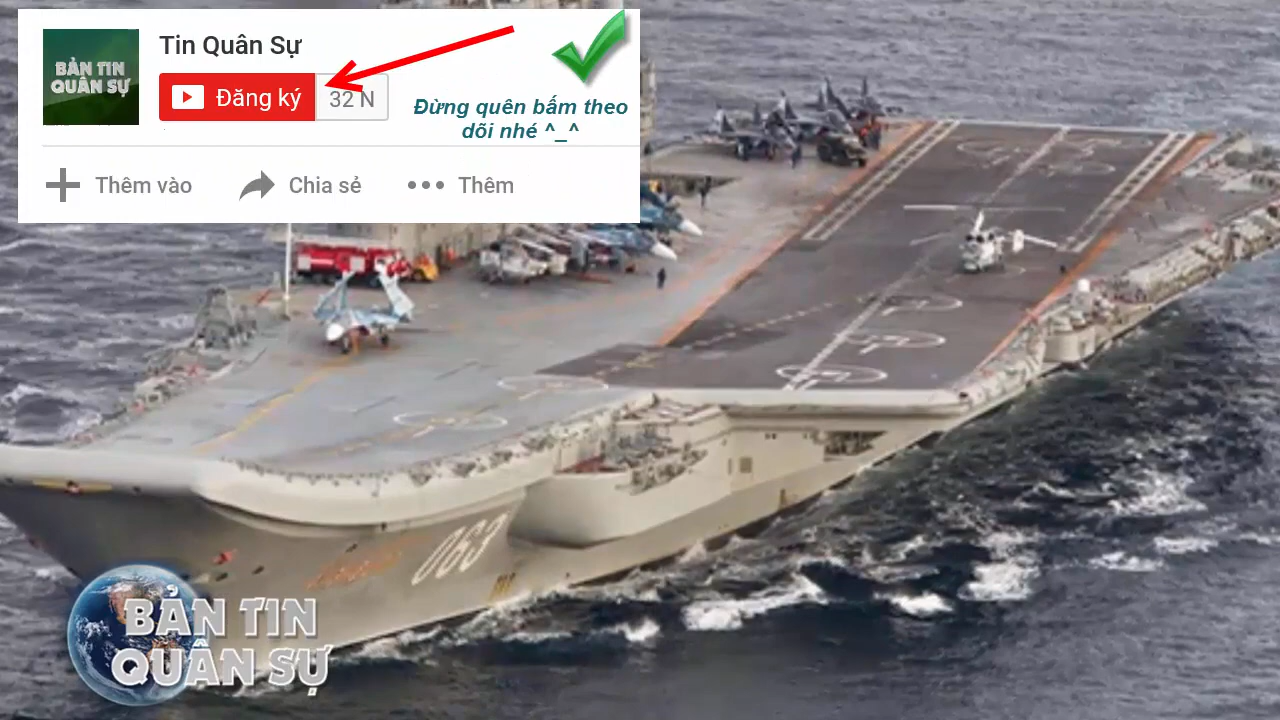 BẢN TIN
QUÂN SỰ
Tin Quân Sự
Đăng ký
32 N
Đừng quên bấm theo
dõi nhé ^_^
Thêm vào
Chia sẻ
Thêm
063
BẢN TIN
QUÂN SỰ